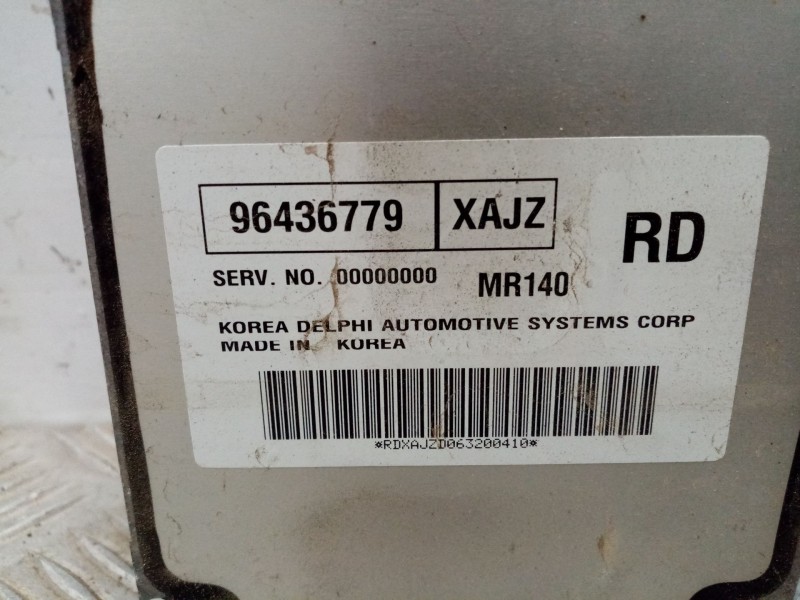 96436779 XAJZ RD
SERV. NO. 00000000 MR140
KOREA DELPHI AUTOMOTIVE SYSTEMS CORP
MADE IN KOREA
*RDXAJZD063200410*